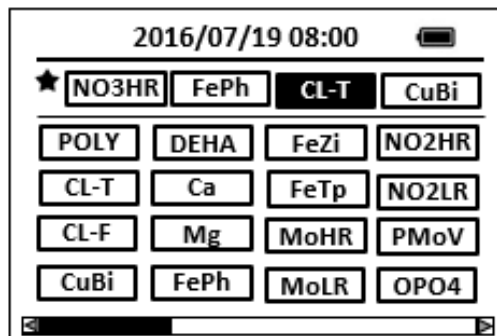 2016/07/19 08:00
NO3HR FePh CL-T CuBi
POLY DEHA FeZi NO2HR
CL-T Ca FeTp NO2LR
CL-F Mg MoHR PMoV
CuBi FePh MoLR OPO4